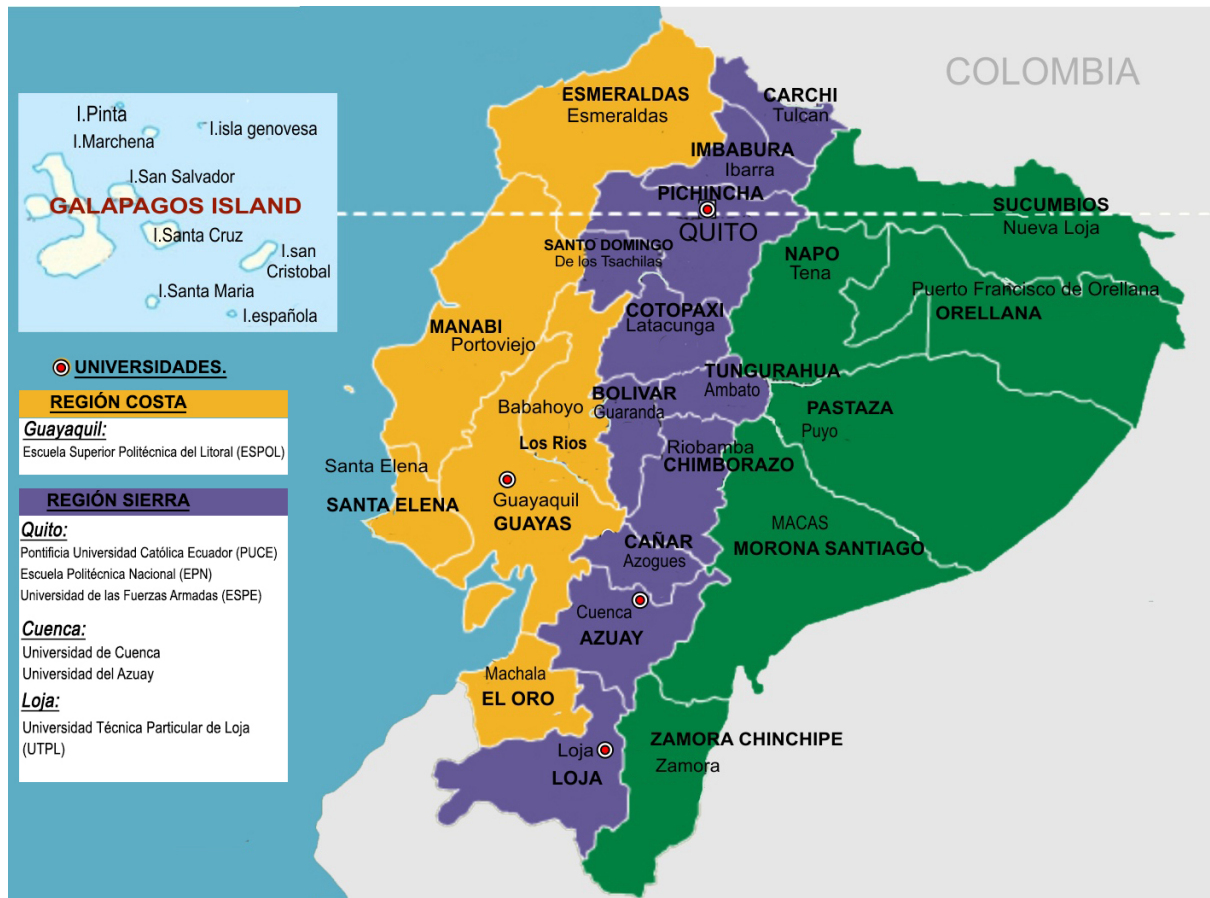 COLOMBIA
ESMERALDAS
Esmeraldas
CARCHI
Tulcan
IMBABURA
Ibarra
PICHINCHA
QUITO
SUCUMBIOS
Nueva Loja
SANTO DOMINGO
De los Tsachilas
NAPO
Tena
Puerto Francisco de Orellana
ORELLANA
COTOPAXI
Latacunga
MANABI
Portoviejo
TUNGURAHUA
Ambato
BOLIVAR
Guaranda
PASTAZA
Puyo
Babahoyo
Los Rios
Riobamba
CHIMBORAZO
Santa Elena
SANTA ELENA
Guayaquil
GUAYAS
MACAS
MORONA SANTIAGO
CAÑAR
Azogues
Cuenca
AZUAY
Machala
EL ORO
Loja
LOJA
ZAMORA CHINCHIPE
Zamora
I.Pinta
I.Marchena
I.isla genovesa
I.San Salvador
GALAPAGOS ISLAND
I.Santa Cruz
I.san
Cristobal
I.Santa Maria
I.española
UNIVERSIDADES.
REGIÓN COSTA
Guayaquil:
Escuela Superior Politécnica del Litoral (ESPOL)
REGIÓN SIERRA
Quito:
Pontificia Universidad Católica Ecuador (PUCE)
Escuela Politécnica Nacional (EPN)
Universidad de las Fuerzas Armadas (ESPE)
Cuenca:
Universidad de Cuenca
Universidad del Azuay
Loja:
Universidad Técnica Particular de Loja
(UTPL)